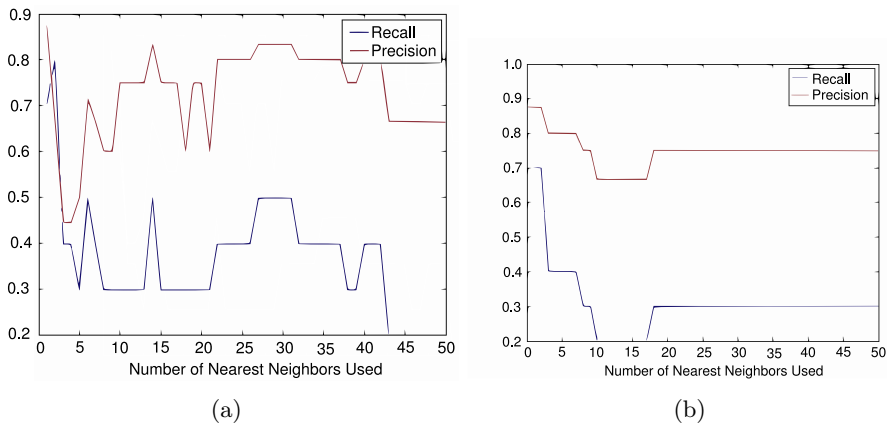 0.9
0.8
0.7
0.6
0.5
0.4
0.3
0.2
Recall
Precision
0 5 10 15 22 25 30 35 40 45 50
Number of Nearest Neighbors Used
(a)
1.0
0.9
0.8
0.7
0.6
0.5
0.4
0.3
0.2
Recall
Precision
0 5 10 15 20 25 30 35 40 45 50
Number of Nearest Neighbors Used
(b)